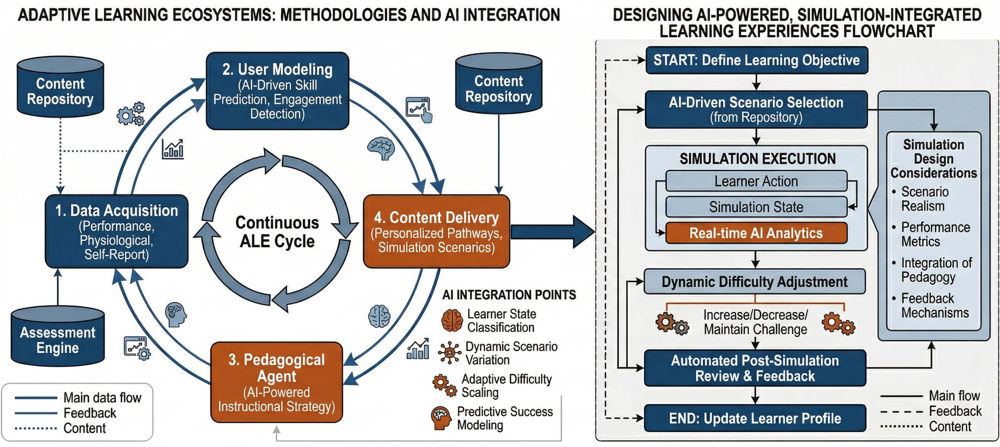 ADAPTIVE LEARNING ECOSYSTEMS: METHODOLOGIES AND AI INTEGRATION
Content
Repository
2. User Modeling
(AI-Driven Skill
Prediction, Engagement
Detection)
Content
Repository
1. Data Acquisition
(Performance,
Physiological,
Self-Report)
Continuous
ALE Cycle
4. Content Delivery
(Personalized Pathways,
Simulation Scenarics)
Assessment
Engine
3. Pedagogical
Agent
(AI-Powered
Instructional Strategy)
AI INTEGRATION POINTS
Learner State
Classification
Dynamic Scenario
Variation
Adaptive Difficulty
Scaling
Predictive Success
Modeling
Main data flow
Feedback
Content
DESIGNING AI-POWERED, SIMULATION-INTEGRATED
LEARNING EXPERIENCES FLOWCHART
START: Define Learning Objective
AI-Driven Scenario Selection
(from Repository)
SIMULATION EXECUTION
Learner Action
Simulation State
Real-time AI Analytics
Dynamic Difficulty Adjustment
Increase/Decrease/
Maintain Challenge
Automated Post-Simulation
Review & Feedback
END: Update Learner Profile
Simulation
Design
Considerations
• Scenario
Realism
• Performance
Metrics
• Integration of
Pedagogy
• Feedback
Mechanisms
Main flow
Feedback
Content